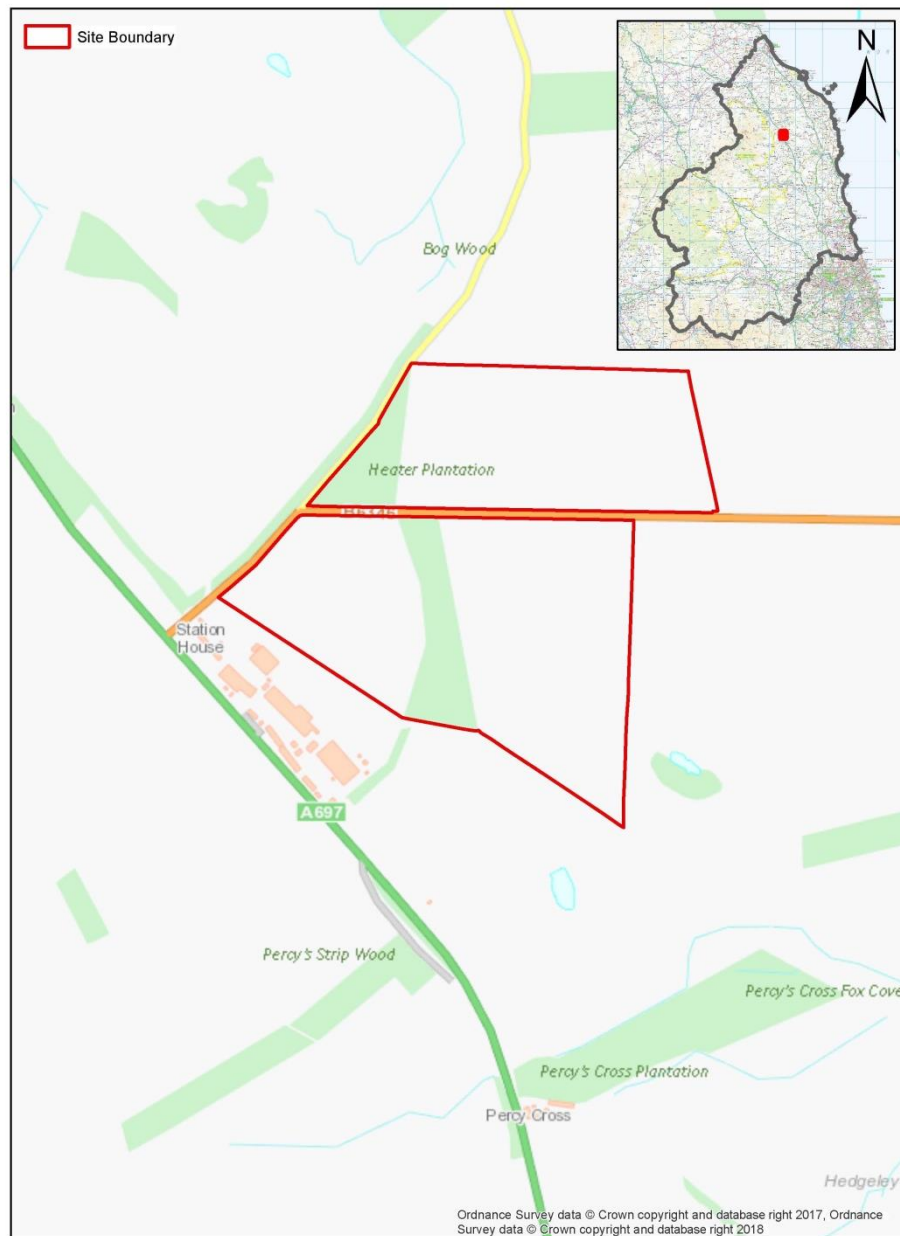 Site Boundary
N
Bog Wood
Heater Plantation
Station
House
A697
Percy's Strip Wood
Percy's Cross Fox Cove
Percy's Cross Plantation
Percy Cross
Hedgeley
Ordnance Survey data © Crown copyright and database right 2017, Ordnance
Survey data © Crown copyright and database right 2018